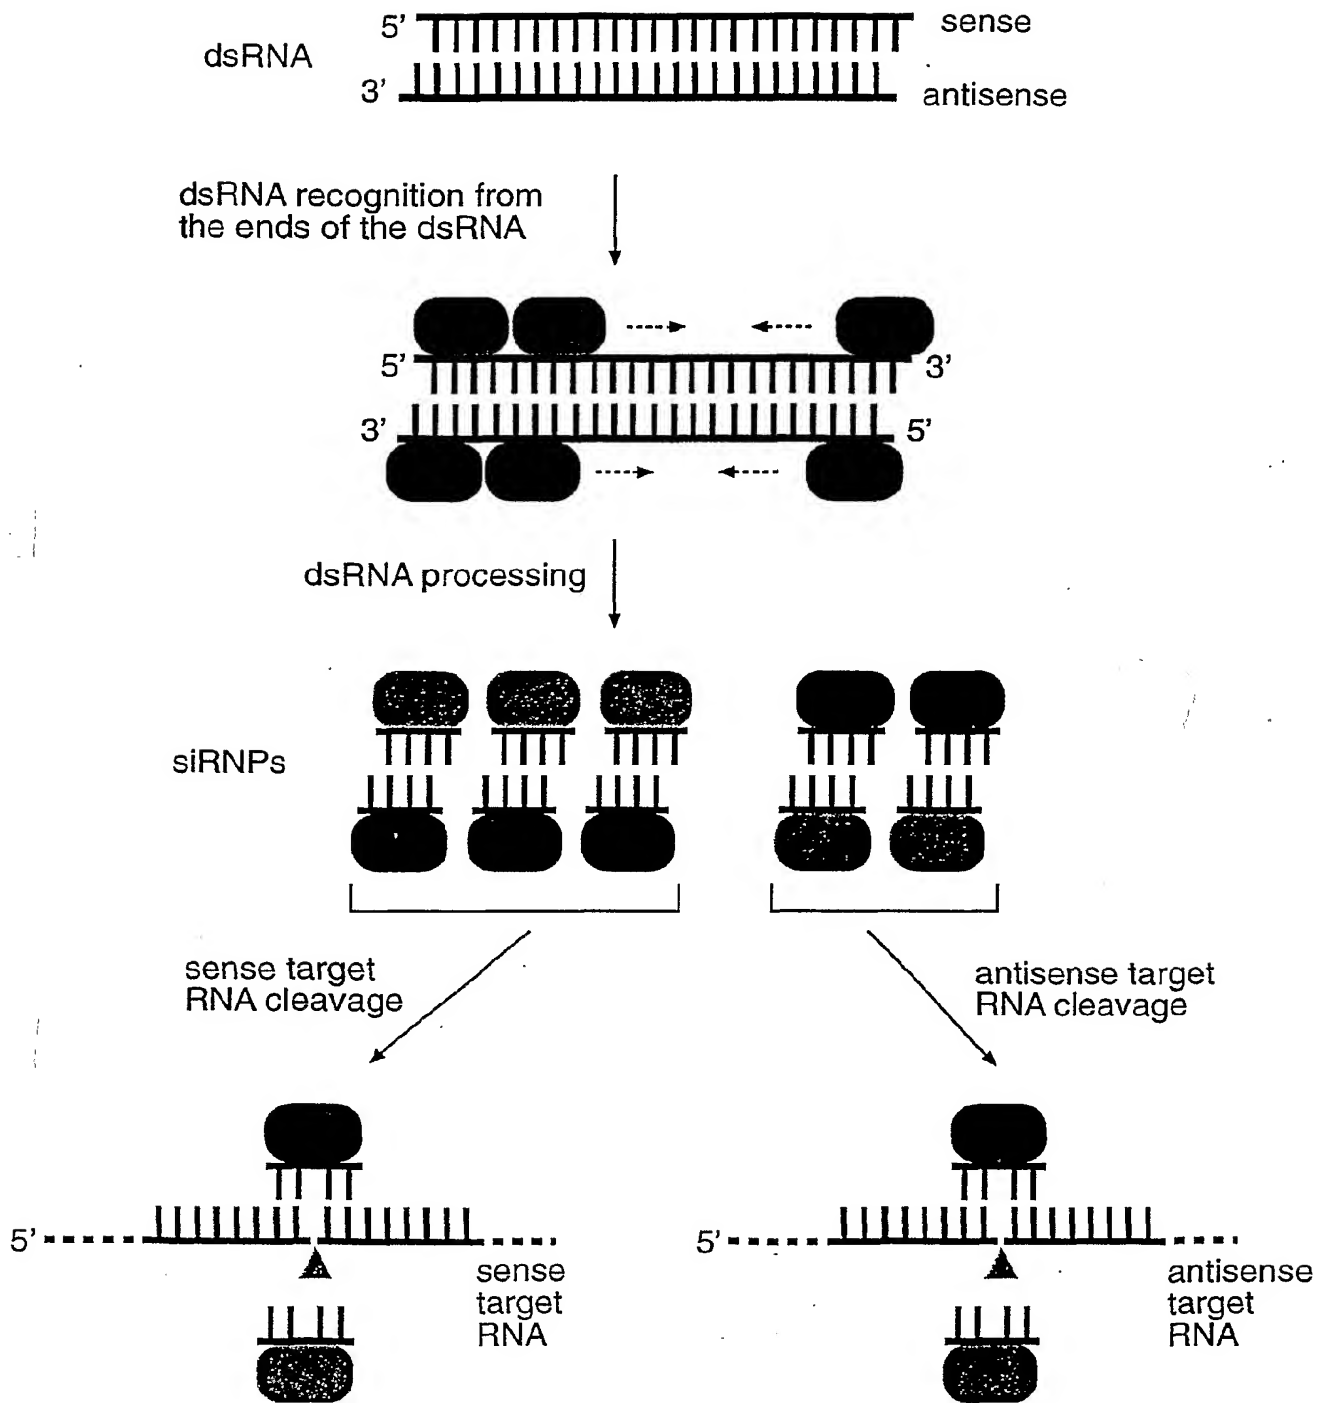 5' sense
dsRNA
3' antisense
dsRNA recognition from
the ends of the dsRNA
5' 3'
3' 5'
dsRNA processing
siRNPs
sense target
RNA cleavage
antisense target
RNA cleavage
5'
sense
target
RNA
5'
antisense
target
RNA